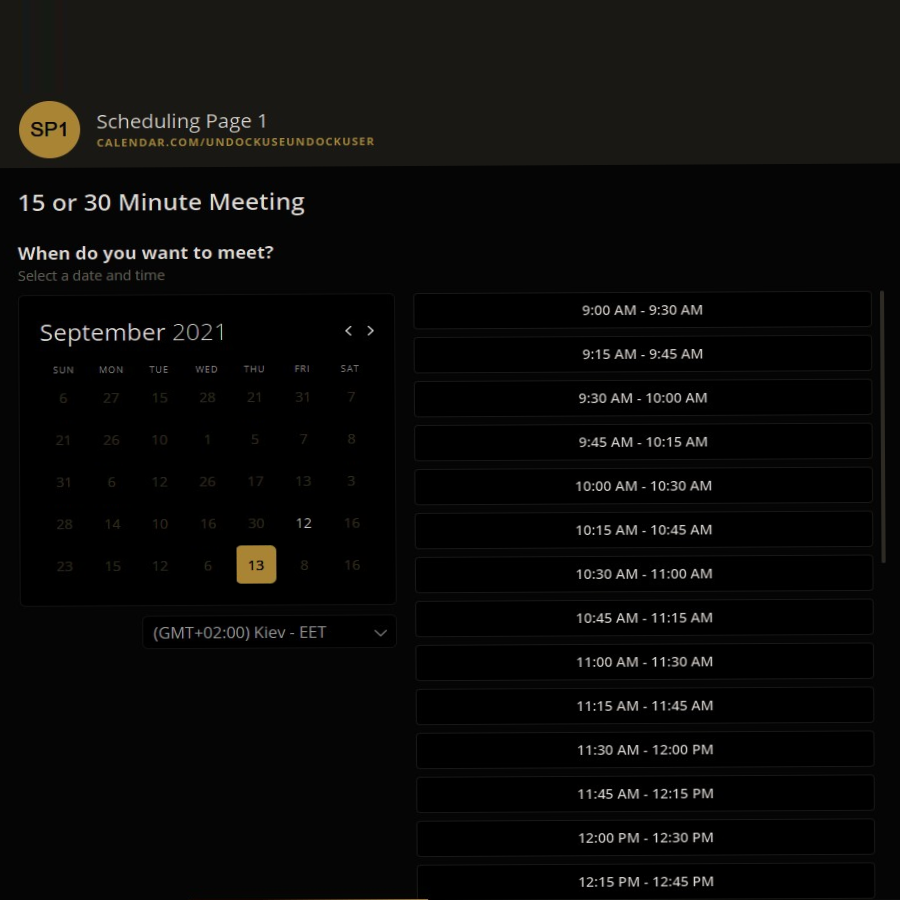 SP1
Scheduling Page 1
CALENDAR.COM/UNDOCKUSEUNDOCKUSER
15 or 30 Minute Meeting
When do you want to meet?
Select a date and time
September 2021
SUN MON TUE WED THU FRI SAT
6 27 15 28 21 31 7
21 26 10 1 5 7 8
31 6 12 26 17 13 3
28 14 10 16 30 12 16
23 15 12 6 13 8 16
(GMT+02:00) Kiev - EET
9:00 AM - 9:30 AM
9:15 AM - 9:45 AM
9:30 AM - 10:00 AM
9:45 AM - 10:15 AM
10:00 AM - 10:30 AM
10:15 AM - 10:45 AM
10:30 AM - 11:00 AM
10:45 AM - 11:15 AM
11:00 AM - 11:30 AM
11:15 AM - 11:45 AM
11:30 AM - 12:00 PM
11:45 AM - 12:15 PM
12:00 PM - 12:30 PM
12:15 PM - 12:45 PM